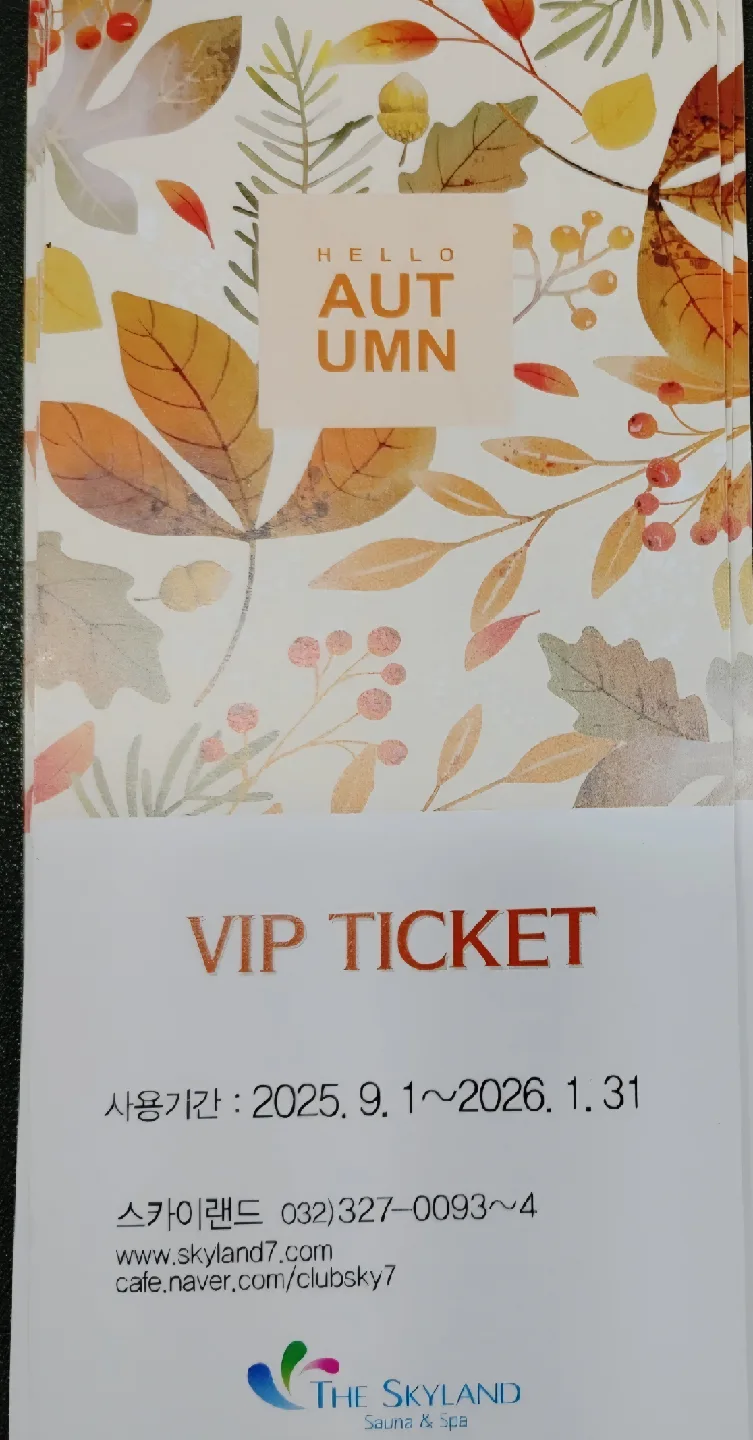 HELLO
AUT
UMN
VIP TICKET
사용기간 : 2025. 9. 1~2026. 1. 31
스카이랜드 032)327-0093~4
www.skyland7.com
cafe.naver.com/clubsky7
THE SKYLAND
Sauna & Spa